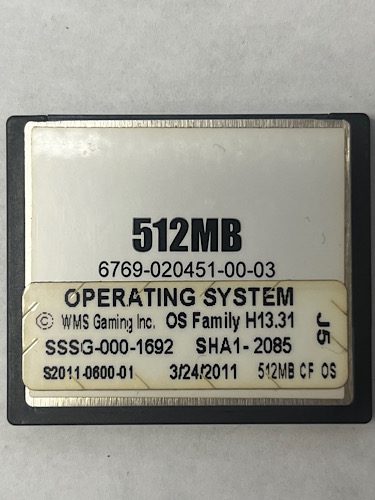 512MB
6769-020451-00-03
OPERATING SYSTEM
© WMS Gaming Inc. OS Family H13.31
SSSG-000-1692 SHA1- 2085
S2011-0600-01 3/24/2011 512MB CF OS
J5